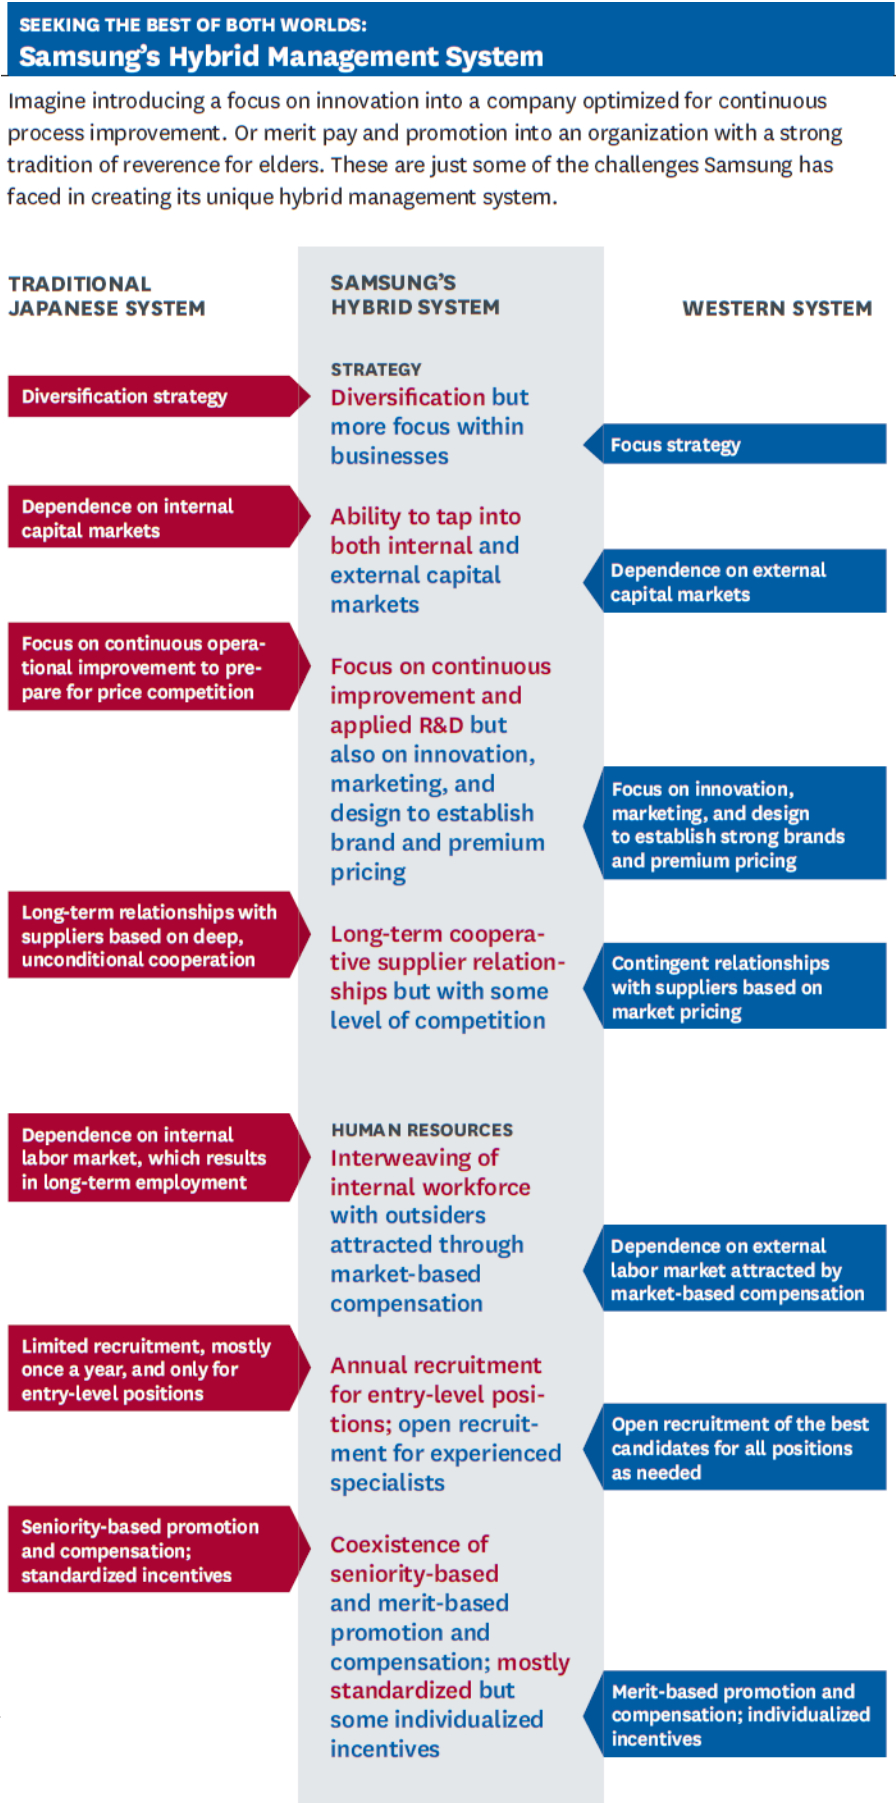 SEEKING THE BEST OF BOTH WORLDS:
Samsung's Hybrid Management System
Imagine introducing a focus on innovation into a company optimized for continuous
process improvement. Or merit pay and promotion into an organization with a strong
tradition of reverence for elders. These are just some of the challenges Samsung has
faced in creating its unique hybrid management system.
TRADITIONAL
JAPANESE SYSTEM
SAMSUNG'S
HYBRID SYSTEM
WESTERN SYSTEM
STRATEGY
Diversification strategy
Diversification but
more focus within
businesses
Focus strategy
Dependence on internal
capital markets
Ability to tap into
both internal and
external capital
markets
Dependence on external
capital markets
Focus on continuous opera-
tional improvement to pre-
pare for price competition
Focus on continuous
improvement and
applied R&D but
also on innovation,
marketing, and
design to establish
brand and premium
pricing
Focus on innovation,
marketing, and design
to establish strong brands
and premium pricing
Long-term relationships with
suppliers based on deep,
unconditional cooperation
Long-term coopera-
tive supplier relation-
ships but with some
level of competition
Contingent relationships
with suppliers based on
market pricing
HUMAN RESOURCES
Dependence on internal
labor market, which results
in long-term employment
Interweaving of
internal workforce
with outsiders
attracted through
market-based
compensation
Dependence on external
labor market attracted by
market-based compensation
Limited recruitment, mostly
once a year, and only for
entry-level positions
Annual recruitment
for entry-level posi-
tions; open recruit-
ment for experienced
specialists
Open recruitment of the best
candidates for all positions
as needed
Seniority-based promotion
and compensation;
standardized incentives
Coexistence of
seniority-based
and merit-based
promotion and
compensation; mostly
standardized but
some individualized
incentives
Merit-based promotion and
compensation; individualized
incentives